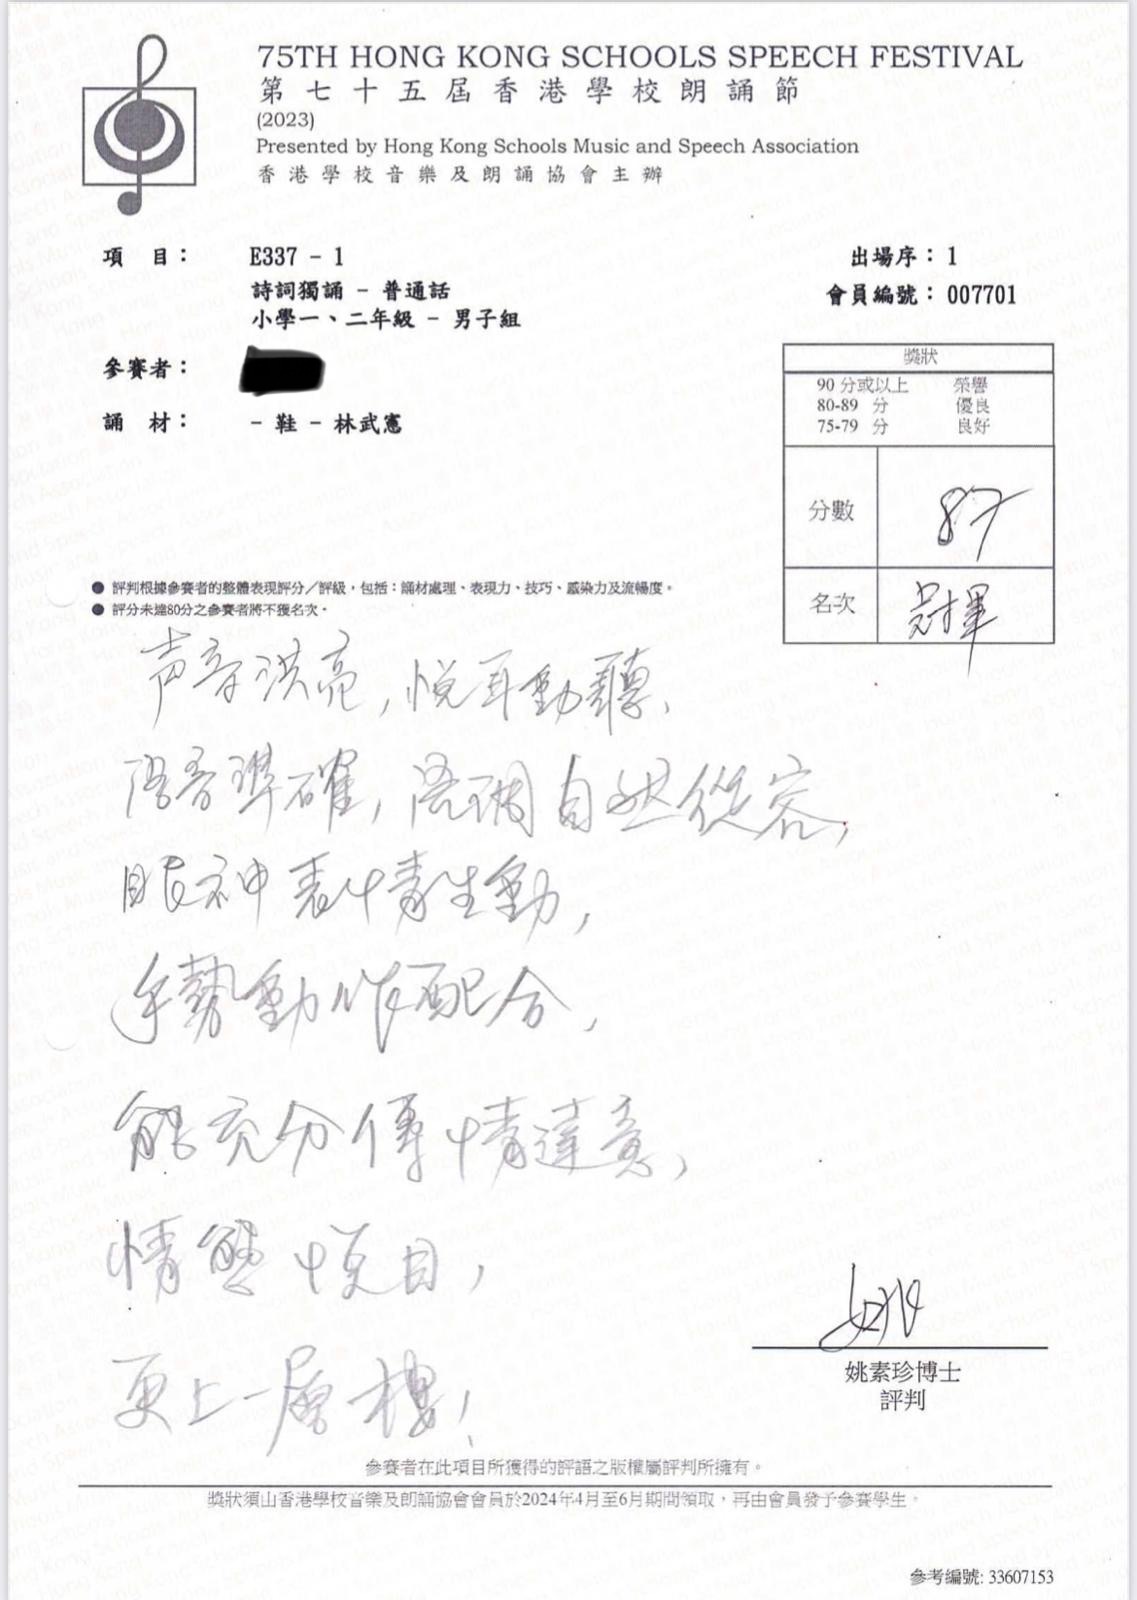 75TH HONG KONG SCHOOLS SPEECH FESTIVAL
第七十五屆香港學校朗誦節
(2023)
Presented by Hong Kong Schools Music and Speech Association
香港學校音樂及朗誦協會主辦
項 目： E337 - 1
詩詞獨誦 - 普通話
小學一、二年級 - 男子組
參賽者：
誦 材： - 鞋 - 林武憲
出場序：1
會員編號：007701
獎狀
90 分或以上 榮譽
80-89 分 優良
75-79 分 良好
分數 87
名次 冠軍
● 評判根據參賽者的整體表現評分／評級，包括：誦材處理、表現力、技巧、感染力及流暢度。
● 評分未達80分之參賽者將不獲名次。
声音洪亮，悦耳動聽，
語音準確，語調自然從容，
眼神表情生動，
手勢動作配合，
能充分傳情達意，
情態悅目，
更上一層樓！
姚
姚素珍博士
評判
參賽者在此項目所獲得的評語之版權屬評判所擁有。
獎狀須由香港學校音樂及朗誦協會會員於2024年4月至6月期間領取，再由會員發予參賽學生。
參考編號: 33607153